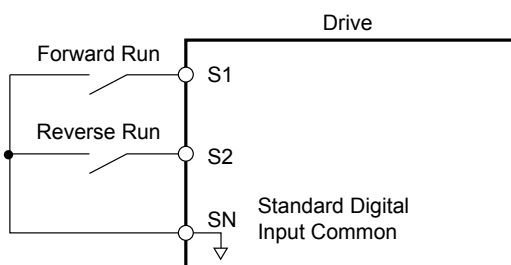 Drive
Forward Run
S1
Reverse Run
S2
SN
Standard Digital
Input Common